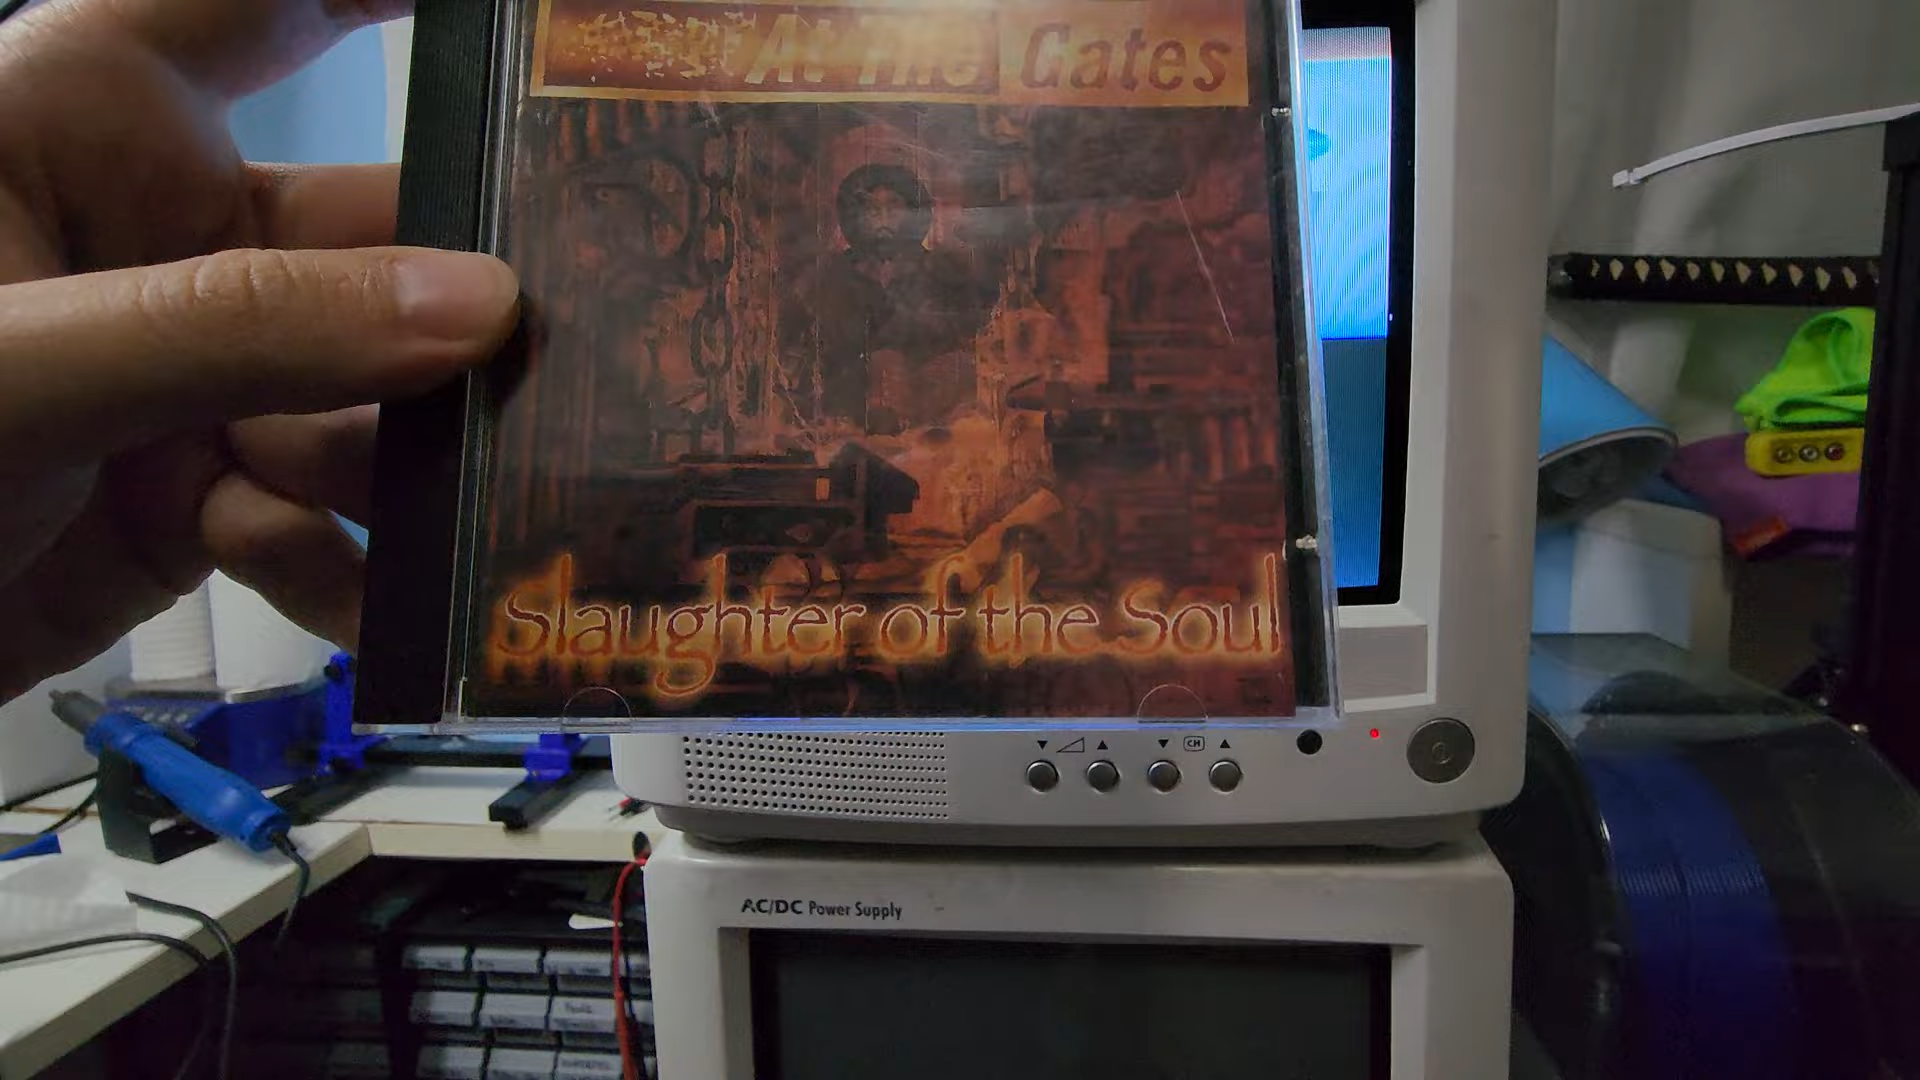 At The Gates
Slaughter of the Soul
CH
AC/DC Power Supply